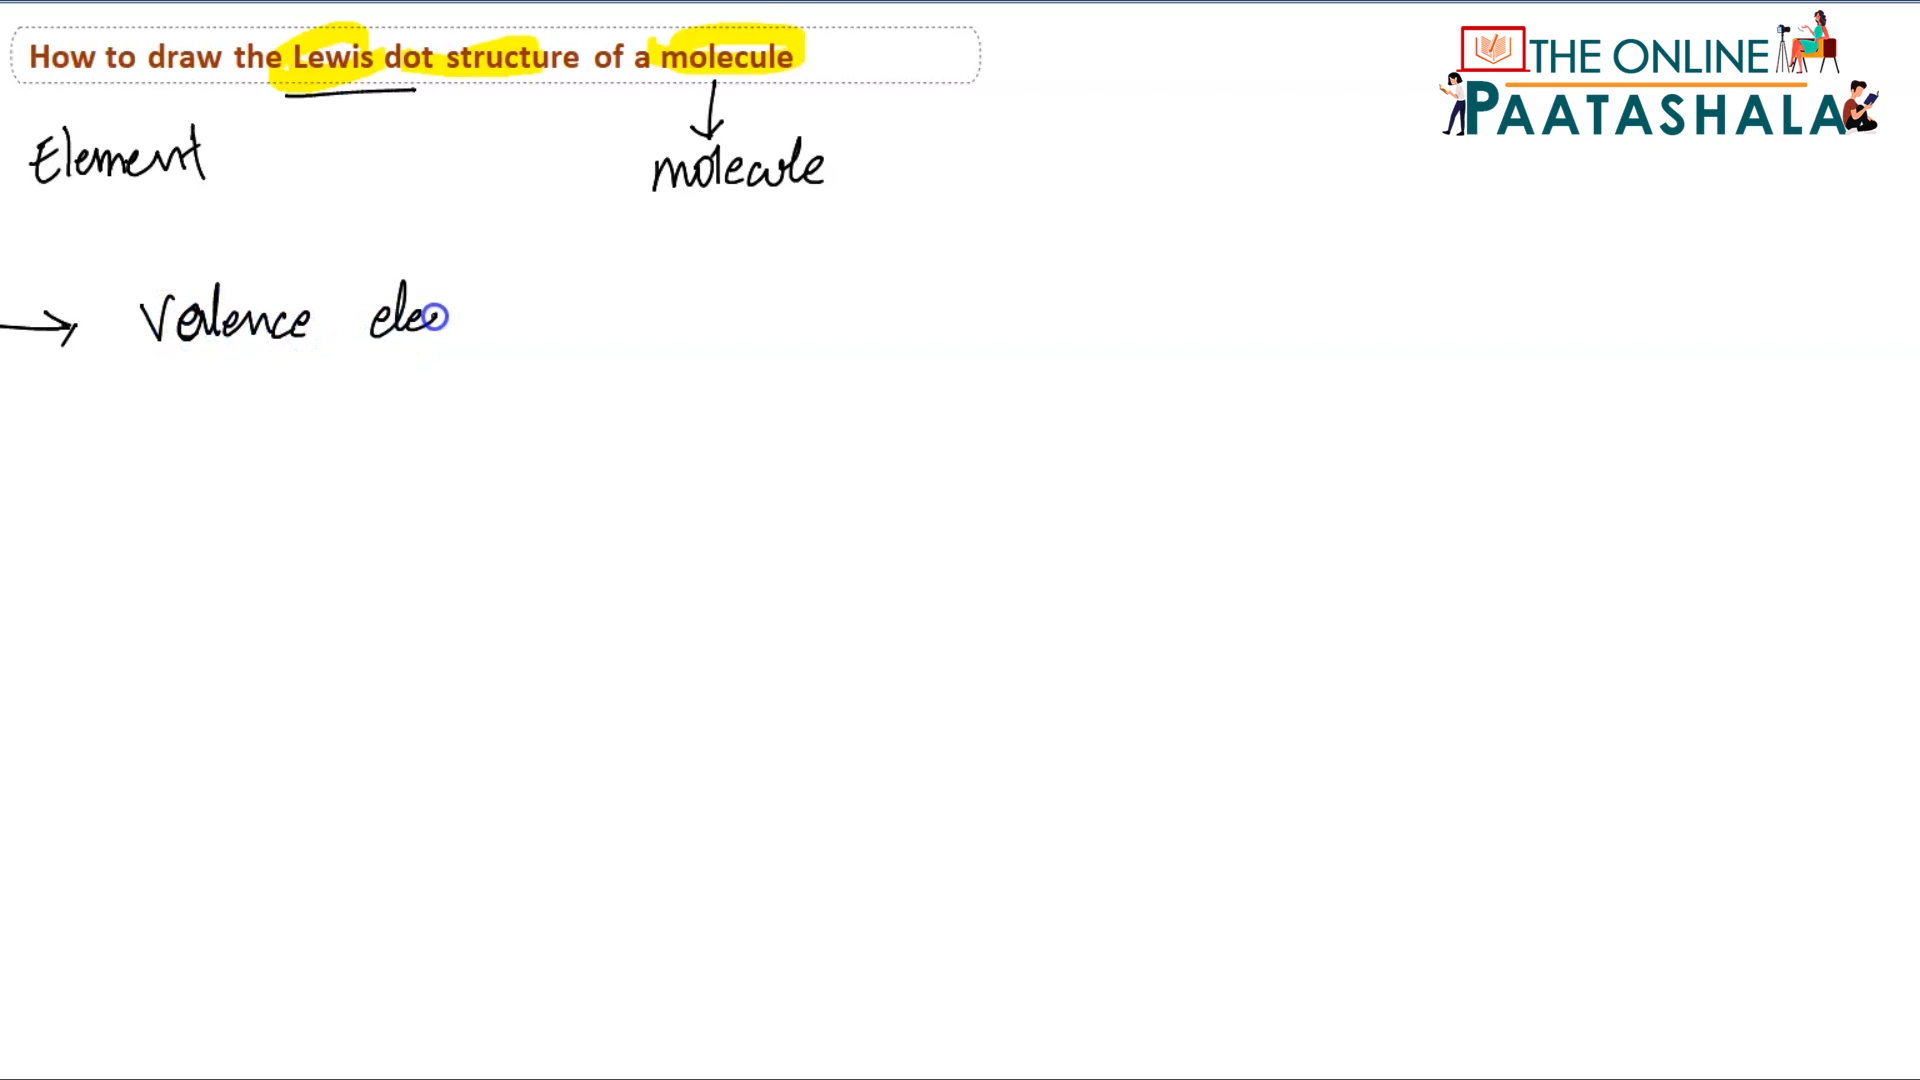 How to draw the Lewis dot structure of a molecule
THE ONLINE
PAATASHALA
Element
molecule
Valence ele